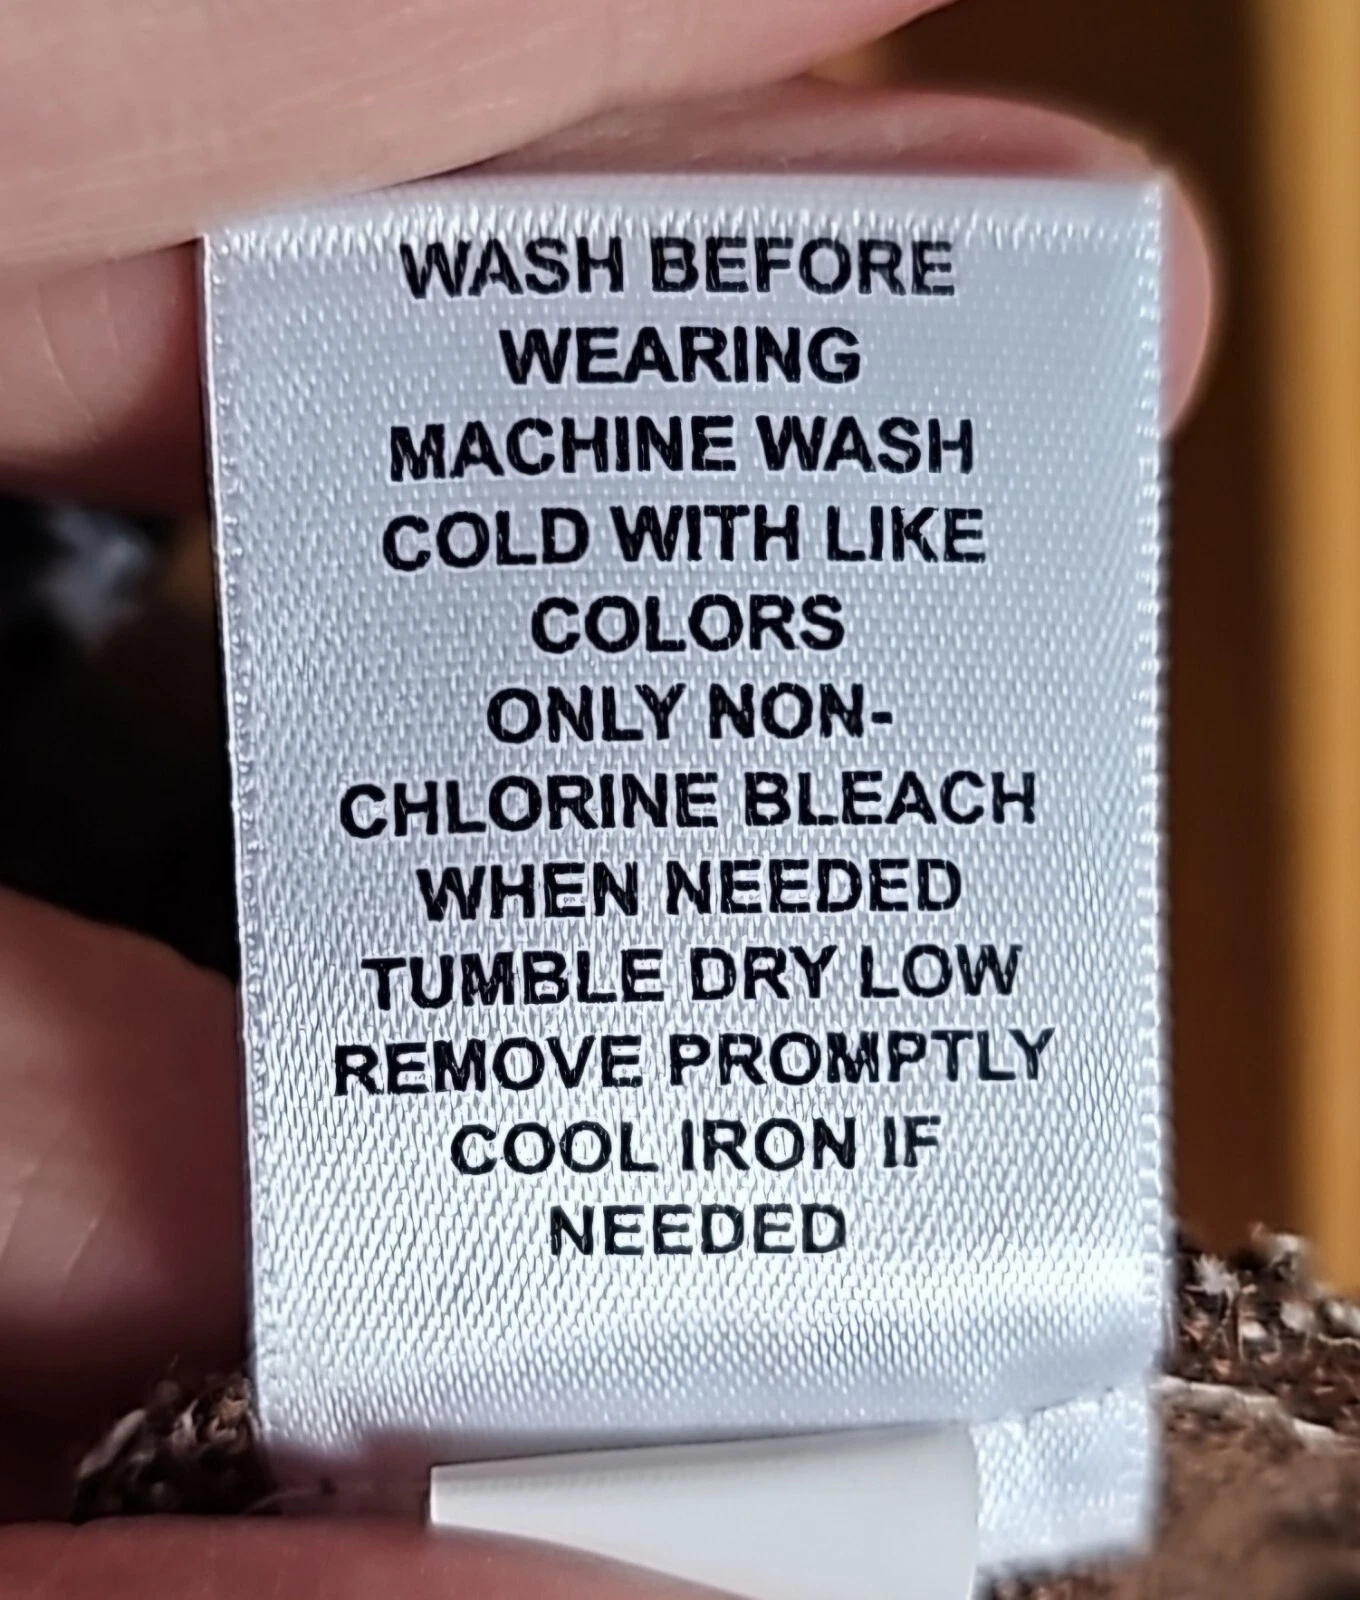 WASH BEFORE
WEARING
MACHINE WASH
COLD WITH LIKE
COLORS
ONLY NON-
CHLORINE BLEACH
WHEN NEEDED
TUMBLE DRY LOW
REMOVE PROMPTLY
COOL IRON IF
NEEDED